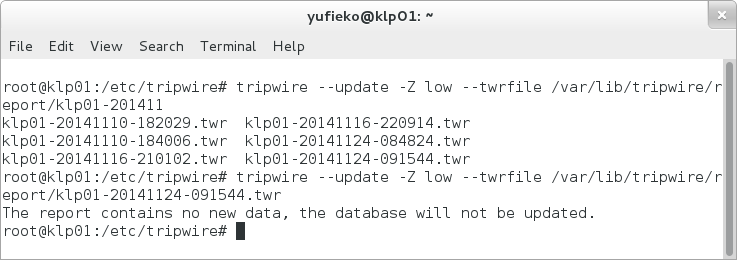 yufieko@klp01: ~
File Edit View Search Terminal Help
root@klp01:/etc/tripwire# tripwire --update -Z low --twrfile /var/lib/tripwire/r
eport/klp01-201411
klp01-20141110-182029.twr  klp01-20141116-220914.twr
klp01-20141110-184006.twr  klp01-20141124-084824.twr
klp01-20141116-210102.twr  klp01-20141124-091544.twr
root@klp01:/etc/tripwire# tripwire --update -Z low --twrfile /var/lib/tripwire/r
eport/klp01-20141124-091544.twr
The report contains no new data, the database will not be updated.
root@klp01:/etc/tripwire#